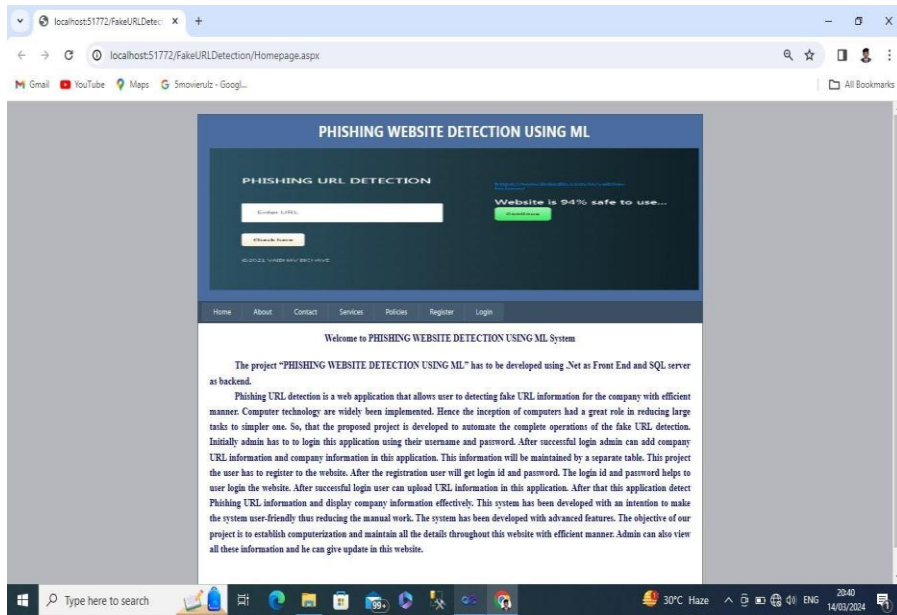 localhost:51772/FakeURLDetec
localhost:51772/FakeURLDetection/Homepage.aspx
Gmail YouTube Maps 5movierulz - Googl... All Bookmarks
PHISHING WEBSITE DETECTION USING ML
PHISHING URL DETECTION
Website is 94% safe to use...
Enter URL
Continue
Check here
Home About Contact Services Policies Register Login
Welcome to PHISHING WEBSITE DETECTION USING ML System
The project “PHISHING WEBSITE DETECTION USING ML” has to be developed using .Net as Front End and SQL server
as backend.
Phishing URL detection is a web application that allows user to detecting fake URL information for the company with efficient
manner. Computer technology are widely been implemented. Hence the inception of computers had a great role in reducing large
tasks to simpler one. So, that the proposed project is developed to automate the complete operations of the fake URL detection.
Initially admin has to to login this application using their username and password. After successful login admin can add company
URL information and company information in this application. This information will be maintained by a separate table. This project
the user has to register to the website. After the registration user will get login id and password. The login id and password helps to
user login the website. After successful login user can upload URL information in this application. After that this application detect
Phishing URL information and display company information effectively. This system has been developed with an intention to make
the system user-friendly thus reducing the manual work. The system has been developed with advanced features. The objective of our
project is to establish computerization and maintain all the details throughout this website with efficient manner. Admin can also view
all these information and he can give update in this website.
Type here to search 99+ 30°C Haze ENG 20:40
14/03/2024